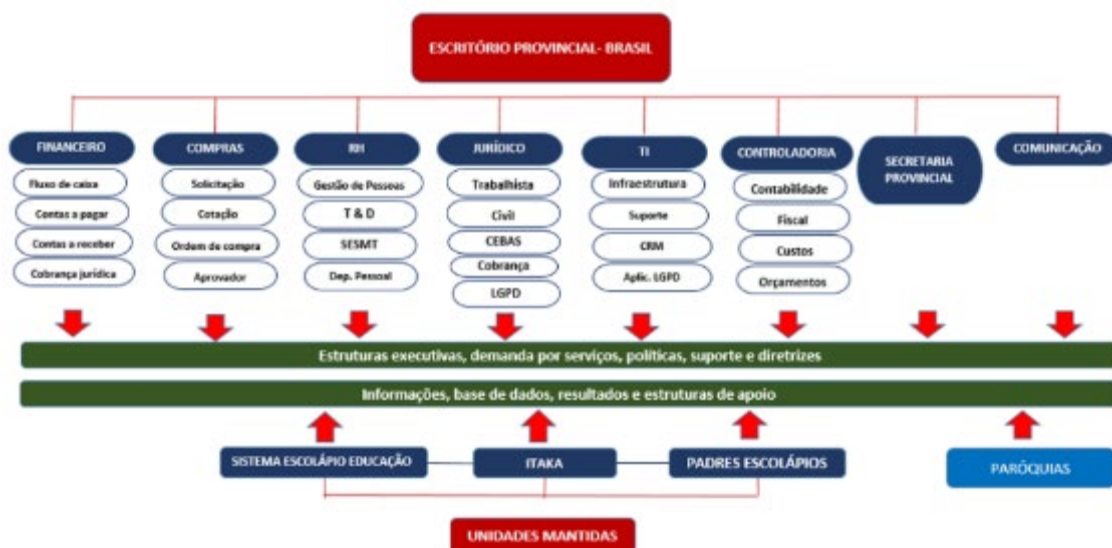 ESCRITÓRIO PROVINCIAL- BRASIL
FINANCEIRO
Fluxo de caixa
Contas a pagar
Contas a receber
Cobrança jurídica
COMPRAS
Solicitação
Cotação
Ordem de compra
Aprovador
RH
Gestão de Pessoas
T & D
SESMT
Dep. Pessoal
JURÍDICO
Trabalhista
Civil
CEBAS
Cobrança
LGPD
TI
Infraestrutura
Suporte
CRM
Aplic. LGPD
CONTROLADORIA
Contabilidade
Fiscal
Custos
Orçamentos
SECRETARIA
PROVINCIAL
COMUNICAÇÃO
Estruturas executivas, demanda por serviços, políticas, suporte e diretrizes
Informações, base de dados, resultados e estruturas de apoio
SISTEMA ESCOLÁPIO EDUCAÇÃO
ITAKA
PADRES ESCOLÁPIOS
PARÓQUIAS
UNIDADES MANTIDAS